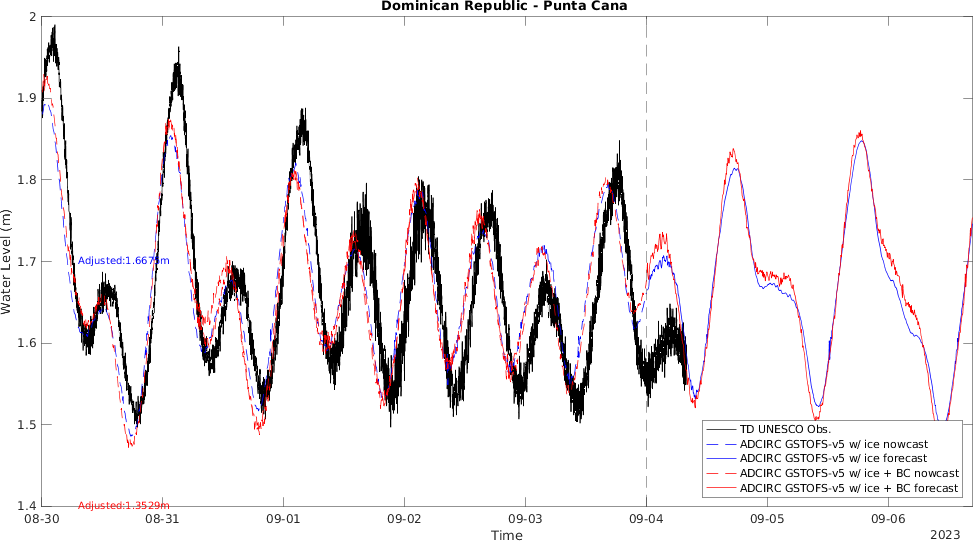 Dominican Republic - Punta Cana
2
1.9
1.8
1.7
1.6
1.5
1.4
Water Level (m)
Adjusted:1.6675m
Adjusted:1.3529m
TD UNESCO Obs.
ADCIRC GSTOFS-v5 w/ ice nowcast
ADCIRC GSTOFS-v5 w/ ice forecast
ADCIRC GSTOFS-v5 w/ ice + BC nowcast
ADCIRC GSTOFS-v5 w/ ice + BC forecast
08-30 08-31 09-01 09-02 09-03 09-04 09-05 09-06
Time
2023